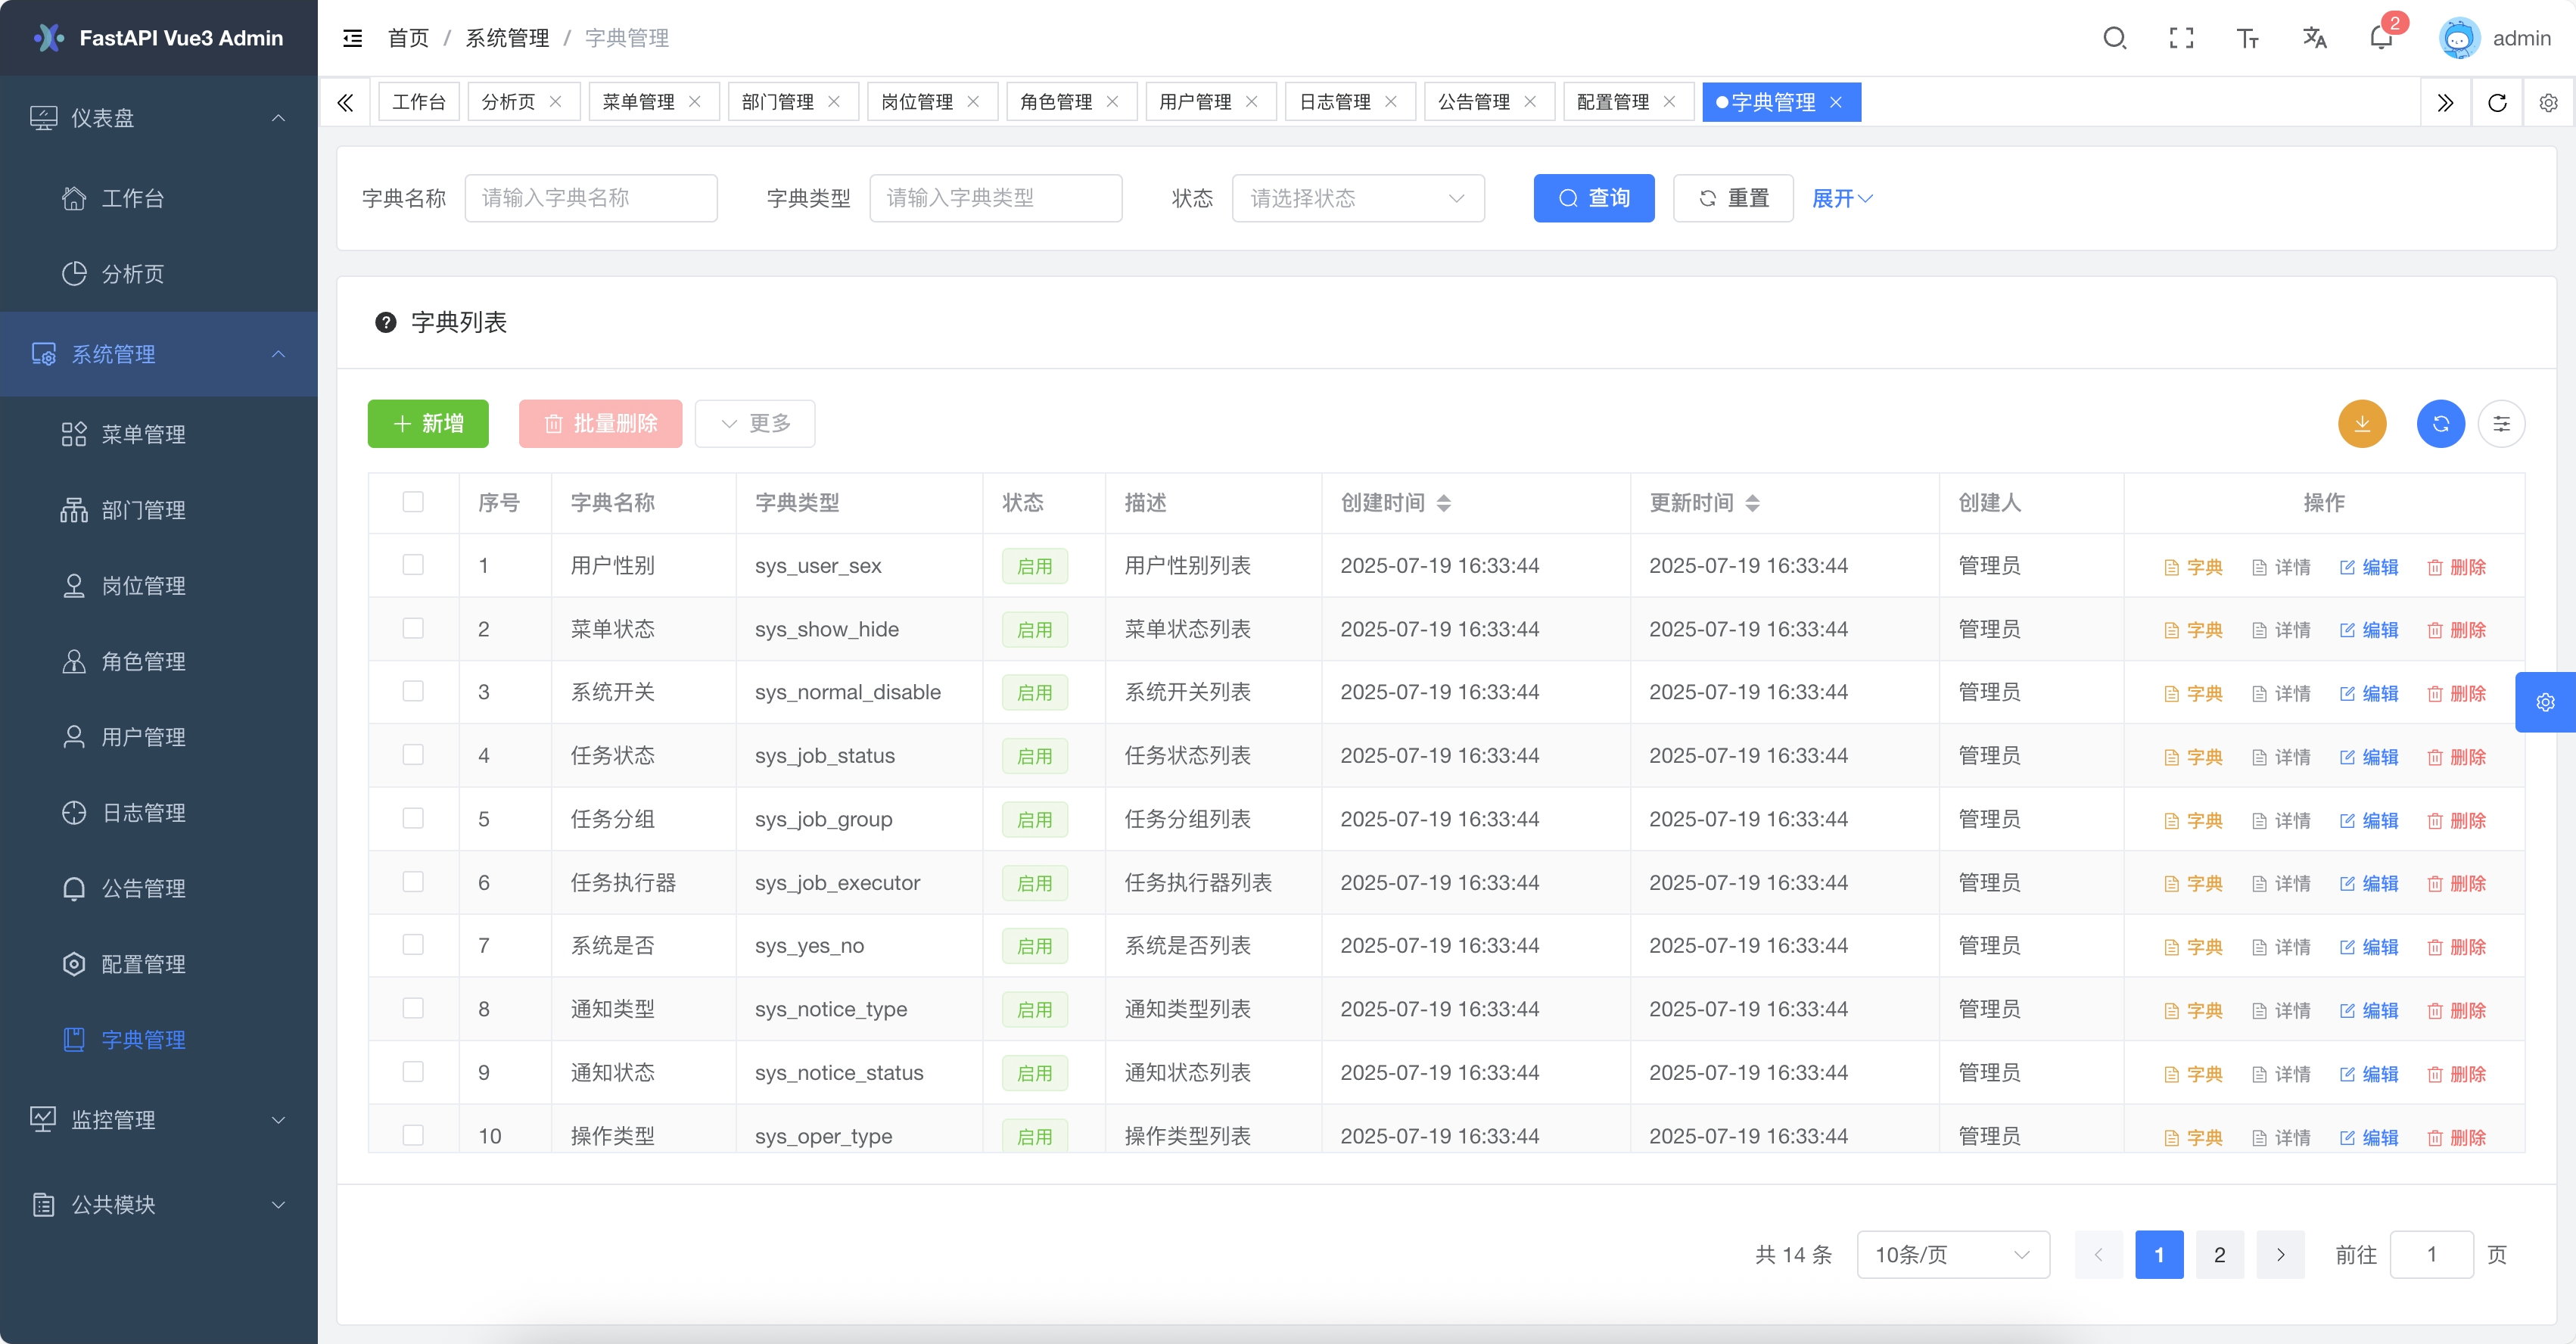 FastAPI Vue3 Admin
首页 / 系统管理 / 字典管理
2
admin
仪表盘
工作台
分析页
系统管理
菜单管理
部门管理
岗位管理
角色管理
用户管理
日志管理
公告管理
配置管理
字典管理
监控管理
公共模块
工作台 分析页 菜单管理 部门管理 岗位管理 角色管理 用户管理 日志管理 公告管理 配置管理 字典管理
字典名称 请输入字典名称 字典类型 请输入字典类型 状态 请选择状态 查询 重置 展开
字典列表
新增 批量删除 更多
序号 字典名称 字典类型 状态 描述 创建时间 更新时间 创建人 操作
1 用户性别 sys_user_sex 启用 用户性别列表 2025-07-19 16:33:44 2025-07-19 16:33:44 管理员 字典 详情 编辑 删除
2 菜单状态 sys_show_hide 启用 菜单状态列表 2025-07-19 16:33:44 2025-07-19 16:33:44 管理员 字典 详情 编辑 删除
3 系统开关 sys_normal_disable 启用 系统开关列表 2025-07-19 16:33:44 2025-07-19 16:33:44 管理员 字典 详情 编辑 删除
4 任务状态 sys_job_status 启用 任务状态列表 2025-07-19 16:33:44 2025-07-19 16:33:44 管理员 字典 详情 编辑 删除
5 任务分组 sys_job_group 启用 任务分组列表 2025-07-19 16:33:44 2025-07-19 16:33:44 管理员 字典 详情 编辑 删除
6 任务执行器 sys_job_executor 启用 任务执行器列表 2025-07-19 16:33:44 2025-07-19 16:33:44 管理员 字典 详情 编辑 删除
7 系统是否 sys_yes_no 启用 系统是否列表 2025-07-19 16:33:44 2025-07-19 16:33:44 管理员 字典 详情 编辑 删除
8 通知类型 sys_notice_type 启用 通知类型列表 2025-07-19 16:33:44 2025-07-19 16:33:44 管理员 字典 详情 编辑 删除
9 通知状态 sys_notice_status 启用 通知状态列表 2025-07-19 16:33:44 2025-07-19 16:33:44 管理员 字典 详情 编辑 删除
10 操作类型 sys_oper_type 启用 操作类型列表 2025-07-19 16:33:44 2025-07-19 16:33:44 管理员 字典 详情 编辑 删除
共 14 条 10条/页 1 2 前往 1 页